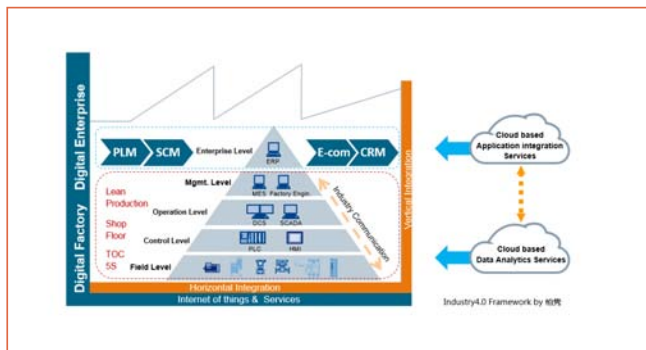 Digital Enterprise
Digital Factory
PLM
SCM
Enterprise Level
ERP
E-com
CRM
Mgmt. Level
MES
Factory Engin.
Lean
Production
Shop
Floor
TOC
5S
Operation Level
DCS
SCADA
Control Level
PLC
HMI
Field Level
Industry Communication
Vertical Integration
Horizontal Integration
Internet of things & Services
Cloud based
Application integration
Services
Cloud based
Data Analytics Services
Industry4.0 Framework by